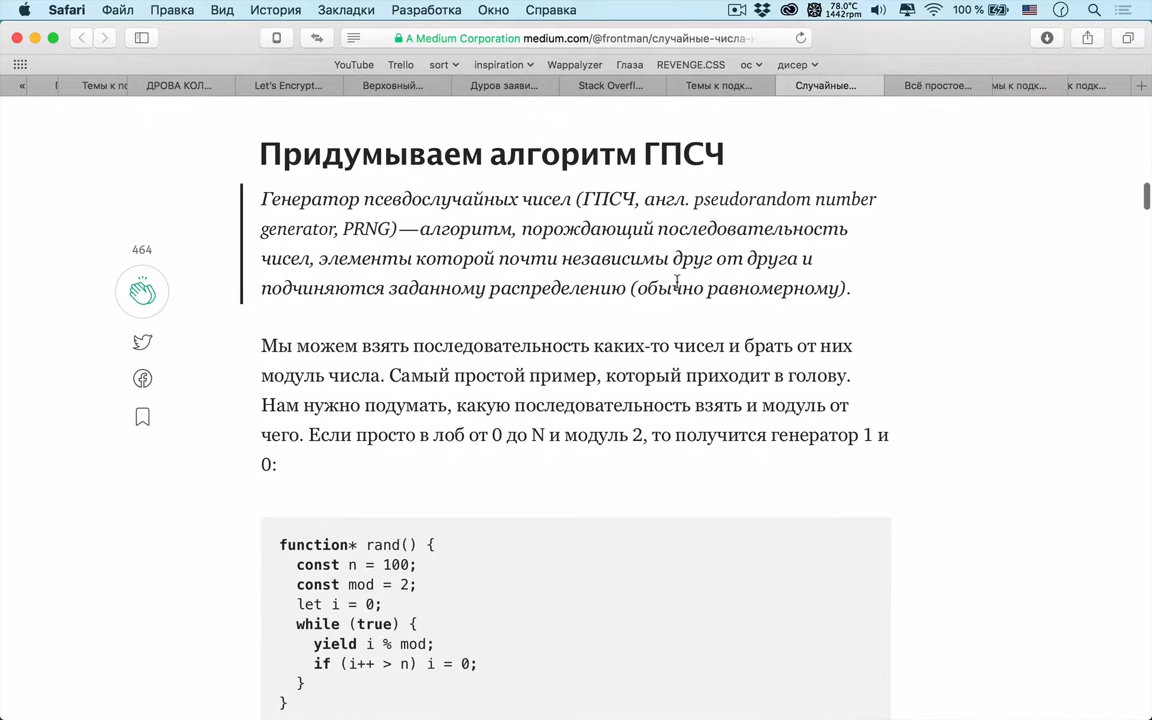 Safari Файл Правка Вид История Закладки Разработка Окно Справка 78.0°C 1442rpm 100 %
A Medium Corporation medium.com/@frontman/случайные-числа-
YouTube Trello sort inspiration Wappalyzer Глаза REVENGE.CSS ос дисер
« Темы к по ДРОВА КОЛ... Let's Encrypt... Верховный... Дуров заяви... Stack Overfl... Темы к подк... Случайные... Всё простое... мы к подк... к подк... +
Придумываем алгоритм ГПСЧ
Генератор псевдослучайных чисел (ГПСЧ, англ. pseudorandom number
generator, PRNG) — алгоритм, порождающий последовательность
чисел, элементы которой почти независимы друг от друга и
подчиняются заданному распределению (обычно равномерному).
464
Мы можем взять последовательность каких-то чисел и брать от них
модуль числа. Самый простой пример, который приходит в голову.
Нам нужно подумать, какую последовательность взять и модуль от
чего. Если просто в лоб от 0 до N и модуль 2, то получится генератор 1 и
0:
function* rand() {
const n = 100;
const mod = 2;
let i = 0;
while (true) {
yield i % mod;
if (i++ > n) i = 0;
}
}